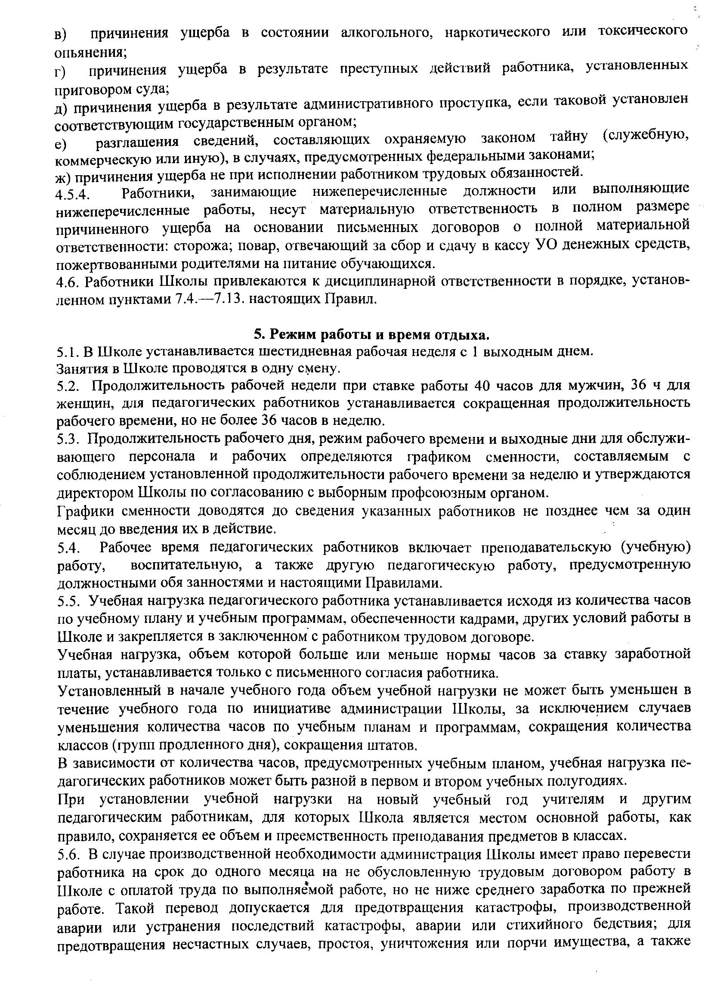 в) причинения ущерба в состоянии алкогольного, наркотического или токсического
опьянения;
г) причинения ущерба в результате преступных действий работника, установленных
приговором суда;
д) причинения ущерба в результате административного проступка, если таковой установлен
соответствующим государственным органом;
е) разглашения сведений, составляющих охраняемую законом тайну (служебную,
коммерческую или иную), в случаях, предусмотренных федеральными законами;
ж) причинения ущерба не при исполнении работником трудовых обязанностей.
4.5.4. Работники, занимающие нижеперечисленные должности или выполняющие
нижеперечисленные работы, несут материальную ответственность в полном размере
причиненного ущерба на основании письменных договоров о полной материальной
ответственности: сторожа; повар, отвечающий за сбор и сдачу в кассу УО денежных средств,
пожертвованными родителями на питание обучающихся.
4.6. Работники Школы привлекаются к дисциплинарной ответственности в порядке, установ-
ленном пунктами 7.4.—7.13. настоящих Правил.
5. Режим работы и время отдыха.
5.1. В Школе устанавливается шестидневная рабочая неделя с 1 выходным днем.
Занятия в Школе проводятся в одну смену.
5.2. Продолжительность рабочей недели при ставке работы 40 часов для мужчин, 36 ч для
женщин, для педагогических работников устанавливается сокращенная продолжительность
рабочего времени, но не более 36 часов в неделю.
5.3. Продолжительность рабочего дня, режим рабочего времени и выходные дни для обслужи-
вающего персонала и рабочих определяются графиком сменности, составляемым с
соблюдением установленной продолжительности рабочего времени за неделю и утверждаются
директором Школы по согласованию с выборным профсоюзным органом.
Графики сменности доводятся до сведения указанных работников не позднее чем за один
месяц до введения их в действие.
5.4. Рабочее время педагогических работников включает преподавательскую (учебную)
работу, воспитательную, а также другую педагогическую работу, предусмотренную
должностными обя занностями и настоящими Правилами.
5.5. Учебная нагрузка педагогического работника устанавливается исходя из количества часов
по учебному плану и учебным программам, обеспеченности кадрами, других условий работы в
Школе и закрепляется в заключенном с работником трудовом договоре.
Учебная нагрузка, объем которой больше или меньше нормы часов за ставку заработной
платы, устанавливается только с письменного согласия работника.
Установленный в начале учебного года объем учебной нагрузки не может быть уменьшен в
течение учебного года по инициативе администрации Школы, за исключением случаев
уменьшения количества часов по учебным планам и программам, сокращения количества
классов (групп продленного дня), сокращения штатов.
В зависимости от количества часов, предусмотренных учебным планом, учебная нагрузка пе-
дагогических работников может быть разной в первом и втором учебных полугодиях.
При установлении учебной нагрузки на новый учебный год учителям и другим
педагогическим работникам, для которых Школа является местом основной работы, как
правило, сохраняется ее объем и преемственность преподавания предметов в классах.
5.6. В случае производственной необходимости администрация Школы имеет право перевести
работника на срок до одного месяца на не обусловленную трудовым договором работу в
Школе с оплатой труда по выполняемой работе, но не ниже среднего заработка по прежней
работе. Такой перевод допускается для предотвращения катастрофы, производственной
аварии или устранения последствий катастрофы, аварии или стихийного бедствия; для
предотвращения несчастных случаев, простоя, уничтожения или порчи имущества, а также